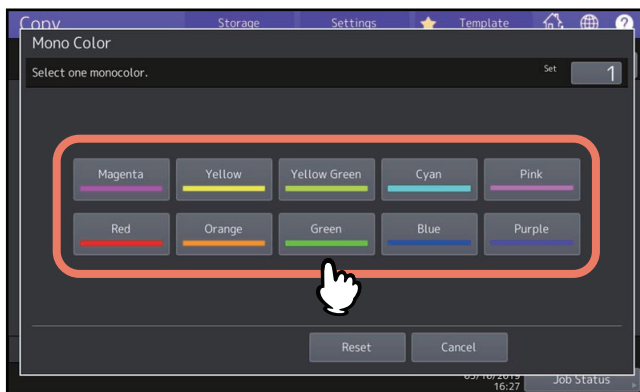 Copy Storage Settings Template ?
Mono Color
Select one monocolor. Set 1
Magenta Yellow Yellow Green Cyan Pink
Red Orange Green Blue Purple
Reset Cancel
16:27 Job Status